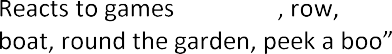 Reacts to games , row,
boat, round the garden, peek a boo”